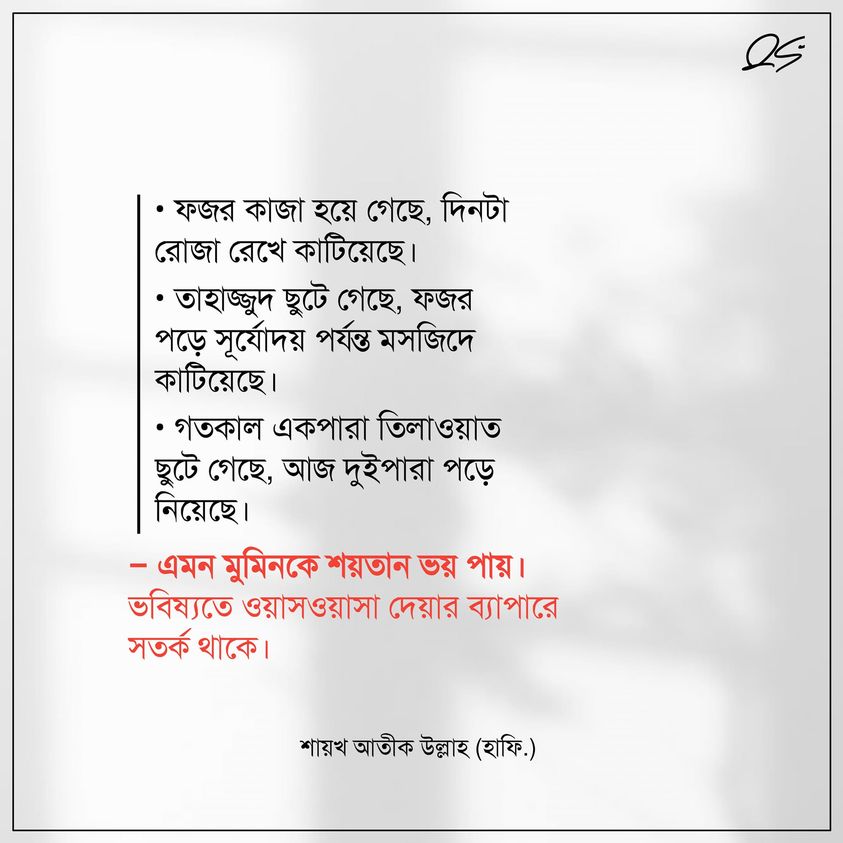 • ফজর কাজা হয়ে গেছে, দিনটা
রোজা রেখে কাটিয়েছে।
• তাহাজ্জুদ ছুটে গেছে, ফজর
পড়ে সূর্যোদয় পর্যন্ত মসজিদে
কাটিয়েছে।
• গতকাল একপারা তিলাওয়াত
ছুটে গেছে, আজ দুইপারা পড়ে
নিয়েছে।
– এমন মুমিনকে শয়তান ভয় পায়।
ভবিষ্যতে ওয়াসওয়াসা দেয়ার ব্যাপারে
সতর্ক থাকে।
শায়খ আতীক উল্লাহ (হাফি.)